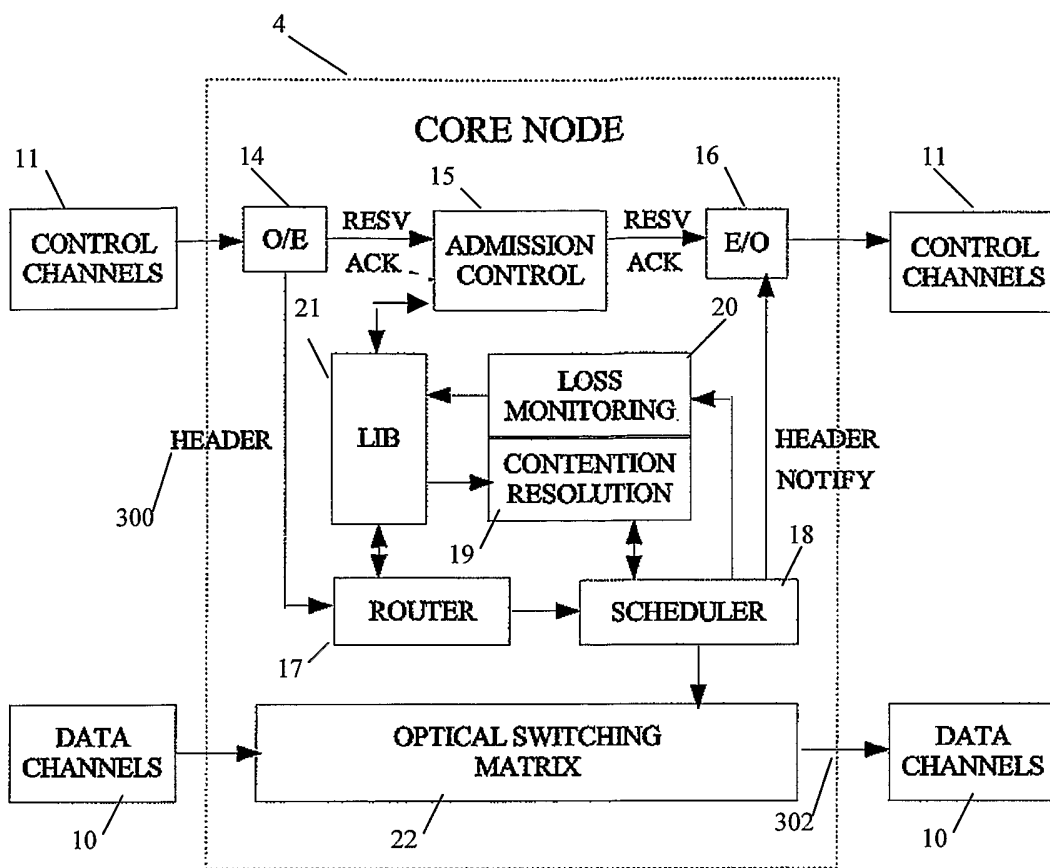 4
CORE NODE
11
14
15
16
11
CONTROL
CHANNELS
O/E
RESV
ACK
ADMISSION
CONTROL
RESV
ACK
E/O
CONTROL
CHANNELS
21
20
LIB
LOSS
MONITORING
HEADER
300
CONTENTION
RESOLUTION
HEADER
NOTIFY
19
18
ROUTER
SCHEDULER
17
DATA
CHANNELS
OPTICAL SWITCHING
MATRIX
DATA
CHANNELS
10
22
302
10